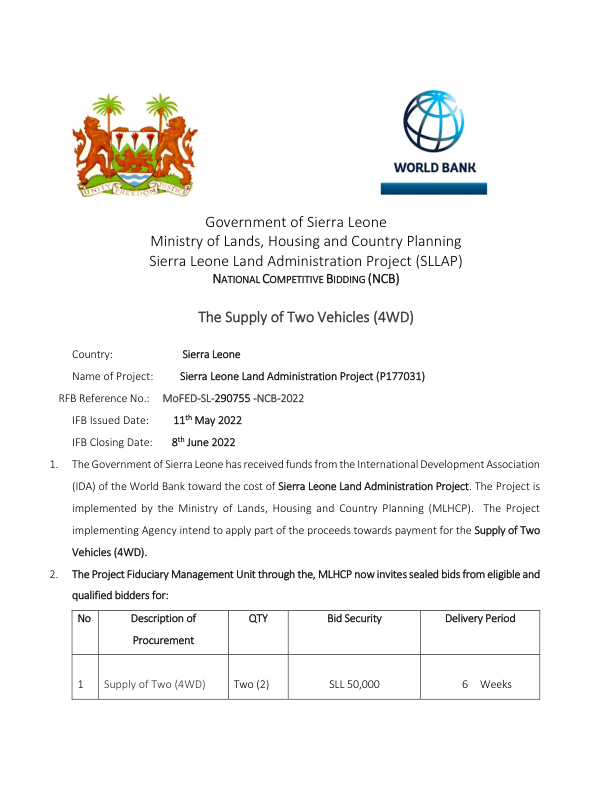 UNITY FREEDOM JUSTICE
WORLD BANK
Government of Sierra Leone
Ministry of Lands, Housing and Country Planning
Sierra Leone Land Administration Project (SLLAP)
NATIONAL COMPETITIVE BIDDING (NCB)
The Supply of Two Vehicles (4WD)
Country: Sierra Leone
Name of Project: Sierra Leone Land Administration Project (P177031)
RFB Reference No.: MoFED-SL-290755 -NCB-2022
IFB Issued Date: 11th May 2022
IFB Closing Date: 8th June 2022
1. The Government of Sierra Leone has received funds from the International Development Association
(IDA) of the World Bank toward the cost of Sierra Leone Land Administration Project. The Project is
implemented by the Ministry of Lands, Housing and Country Planning (MLHCP). The Project
implementing Agency intend to apply part of the proceeds towards payment for the Supply of Two
Vehicles (4WD).
2. The Project Fiduciary Management Unit through the, MLHCP now invites sealed bids from eligible and
qualified bidders for:
No Description of QTY Bid Security Delivery Period
Procurement
1 Supply of Two (4WD) Two (2) SLL 50,000 6 Weeks